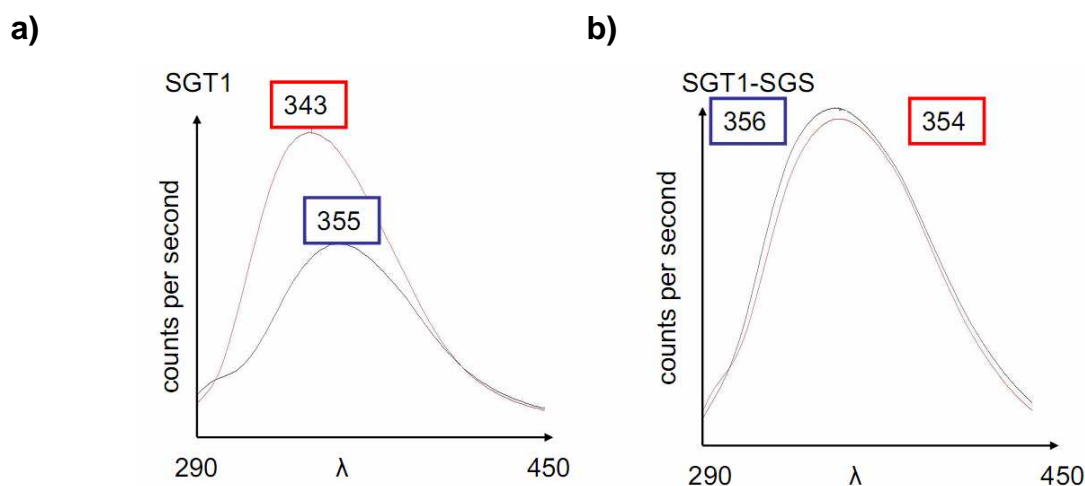 a)
SGT1
343
355
counts per second
290
λ
450
b)
SGT1-SGS
356
354
counts per second
290
λ
450